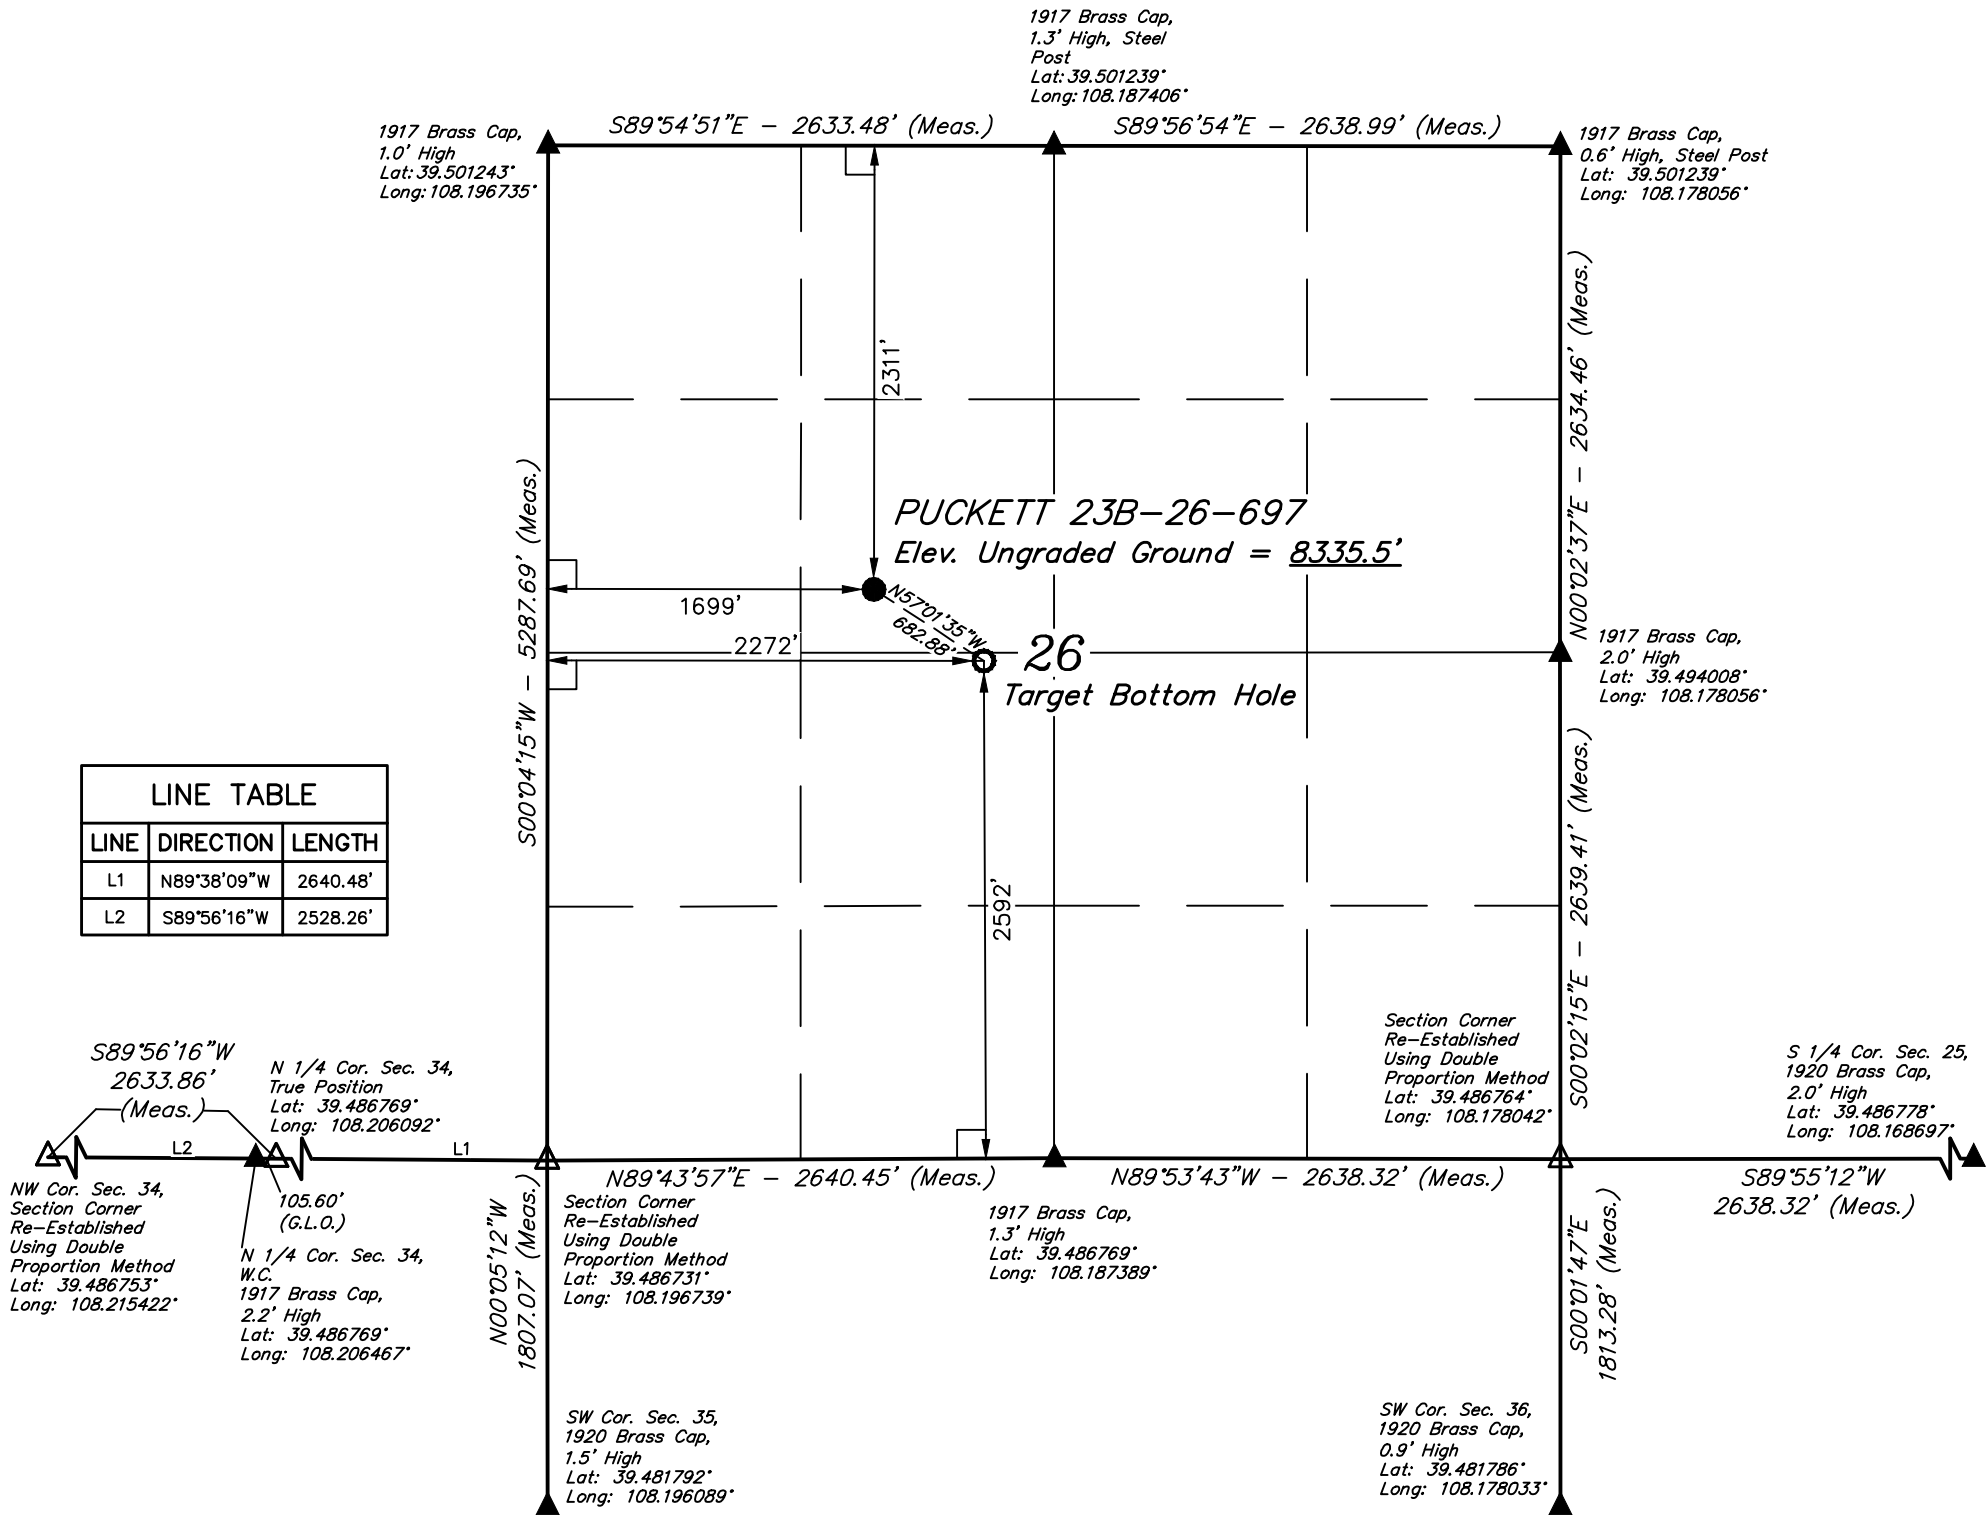 1917 Brass Cap,
1.3' High, Steel
Post
Lat: 39.501239°
Long: 108.187406°
1917 Brass Cap,
1.0' High
Lat: 39.501243°
Long: 108.196735°
S89°54'51"E – 2633.48' (Meas.)
S89°56'54"E – 2638.99' (Meas.)
1917 Brass Cap,
0.6' High, Steel Post
Lat: 39.501239°
Long: 108.178056°
2311'
N00°02'37"E – 2634.46' (Meas.)
S00°04'15"W – 5287.69' (Meas.)
PUCKETT 23B–26–697
Elev. Ungraded Ground = 8335.5'
1699'
N57°01'35"W
682.88'
2272'
26
Target Bottom Hole
1917 Brass Cap,
2.0' High
Lat: 39.494008°
Long: 108.178056°
LINE TABLE
LINE DIRECTION LENGTH
L1 N89°38'09"W 2640.48'
L2 S89°56'16"W 2528.26'
2592'
S00°02'15"E – 2639.41' (Meas.)
S89°56'16"W
2633.86'
(Meas.)
N 1/4 Cor. Sec. 34,
True Position
Lat: 39.486769°
Long: 108.206092°
Section Corner
Re–Established
Using Double
Proportion Method
Lat: 39.486764°
Long: 108.178042°
S 1/4 Cor. Sec. 25,
1920 Brass Cap,
2.0' High
Lat: 39.486778°
Long: 108.168697°
L2
L1
N89°43'57"E – 2640.45' (Meas.)
N89°53'43"W – 2638.32' (Meas.)
S89°55'12"W
2638.32' (Meas.)
NW Cor. Sec. 34,
Section Corner
Re–Established
Using Double
Proportion Method
Lat: 39.486753°
Long: 108.215422°
105.60'
(G.L.O.)
N 1/4 Cor. Sec. 34,
W.C.
1917 Brass Cap,
2.2' High
Lat: 39.486769°
Long: 108.206467°
N00°05'12"W
1807.07' (Meas.)
Section Corner
Re–Established
Using Double
Proportion Method
Lat: 39.486731°
Long: 108.196739°
1917 Brass Cap,
1.3' High
Lat: 39.486769°
Long: 108.187389°
S00°01'47"E
1813.28' (Meas.)
SW Cor. Sec. 35,
1920 Brass Cap,
1.5' High
Lat: 39.481792°
Long: 108.196089°
SW Cor. Sec. 36,
1920 Brass Cap,
0.9' High
Lat: 39.481786°
Long: 108.178033°